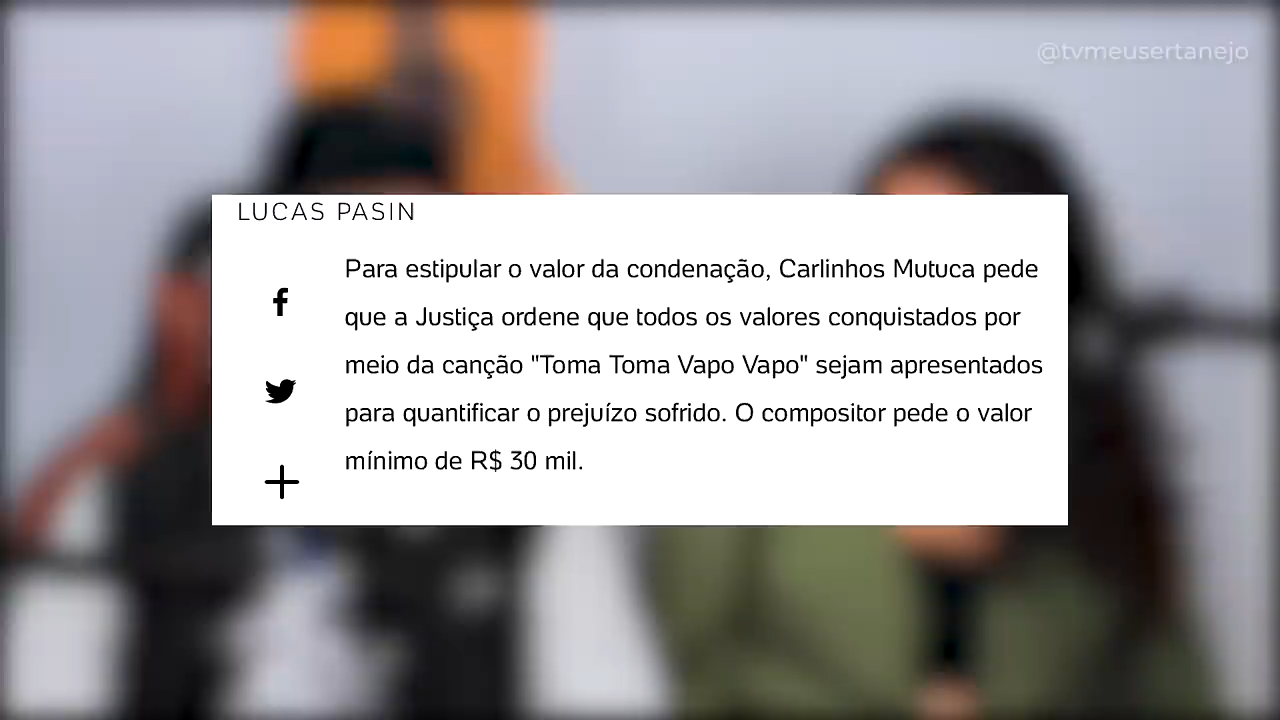 @tvmeusertanejo
LUCAS PASIN
Para estipular o valor da condenação, Carlinhos Mutuca pede
que a Justiça ordene que todos os valores conquistados por
meio da canção "Toma Toma Vapo Vapo" sejam apresentados
para quantificar o prejuízo sofrido. O compositor pede o valor
mínimo de R$ 30 mil.